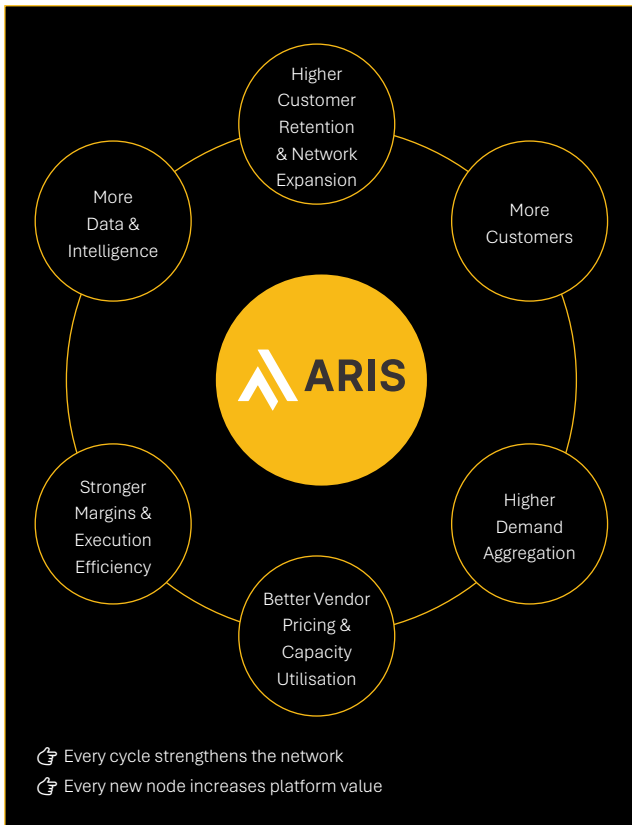 Higher
Customer
Retention
& Network
Expansion
More
Customers
Higher
Demand
Aggregation
Better Vendor
Pricing &
Capacity
Utilisation
Stronger
Margins &
Execution
Efficiency
More
Data &
Intelligence
ARIS
Every cycle strengthens the network
Every new node increases platform value